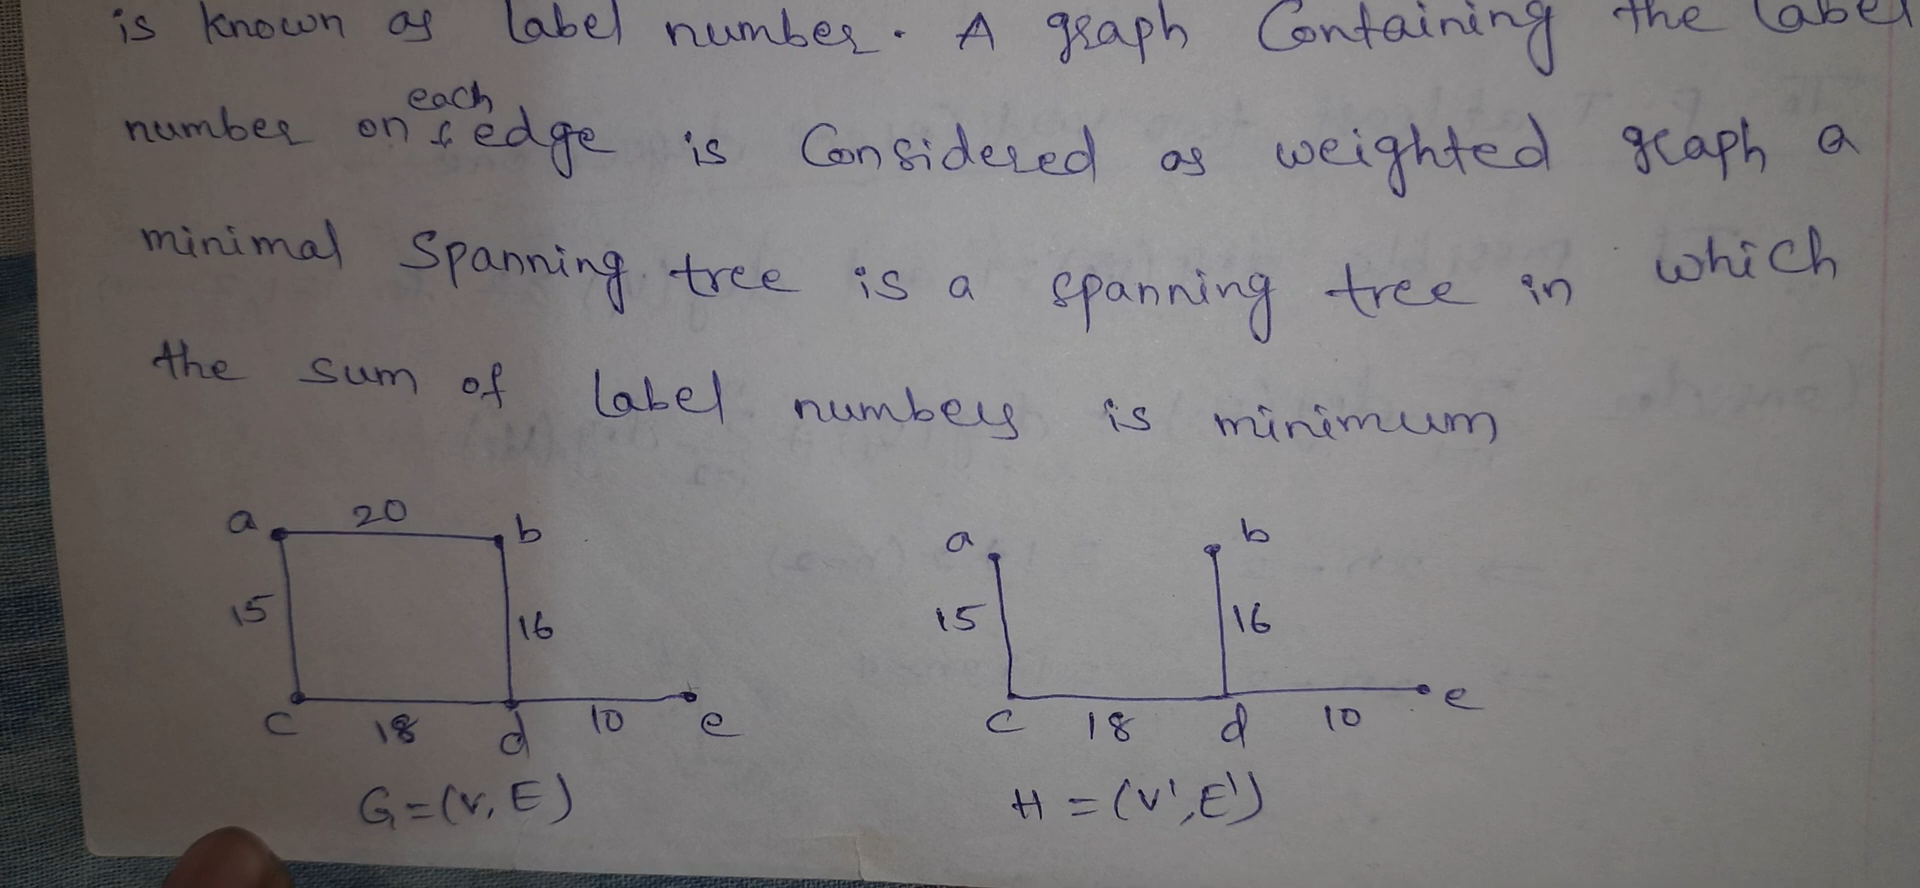 is known as label number. A graph Containing the label
each
number on edge is Considered as weighted graph a
minimal Spanning tree is a spanning tree in which
the sum of label numbers is minimum
a 20 b
15 16
c 18 d 10 e
G=(V,E)
a b
15 16
c 18 d 10 e
H=(V',E')